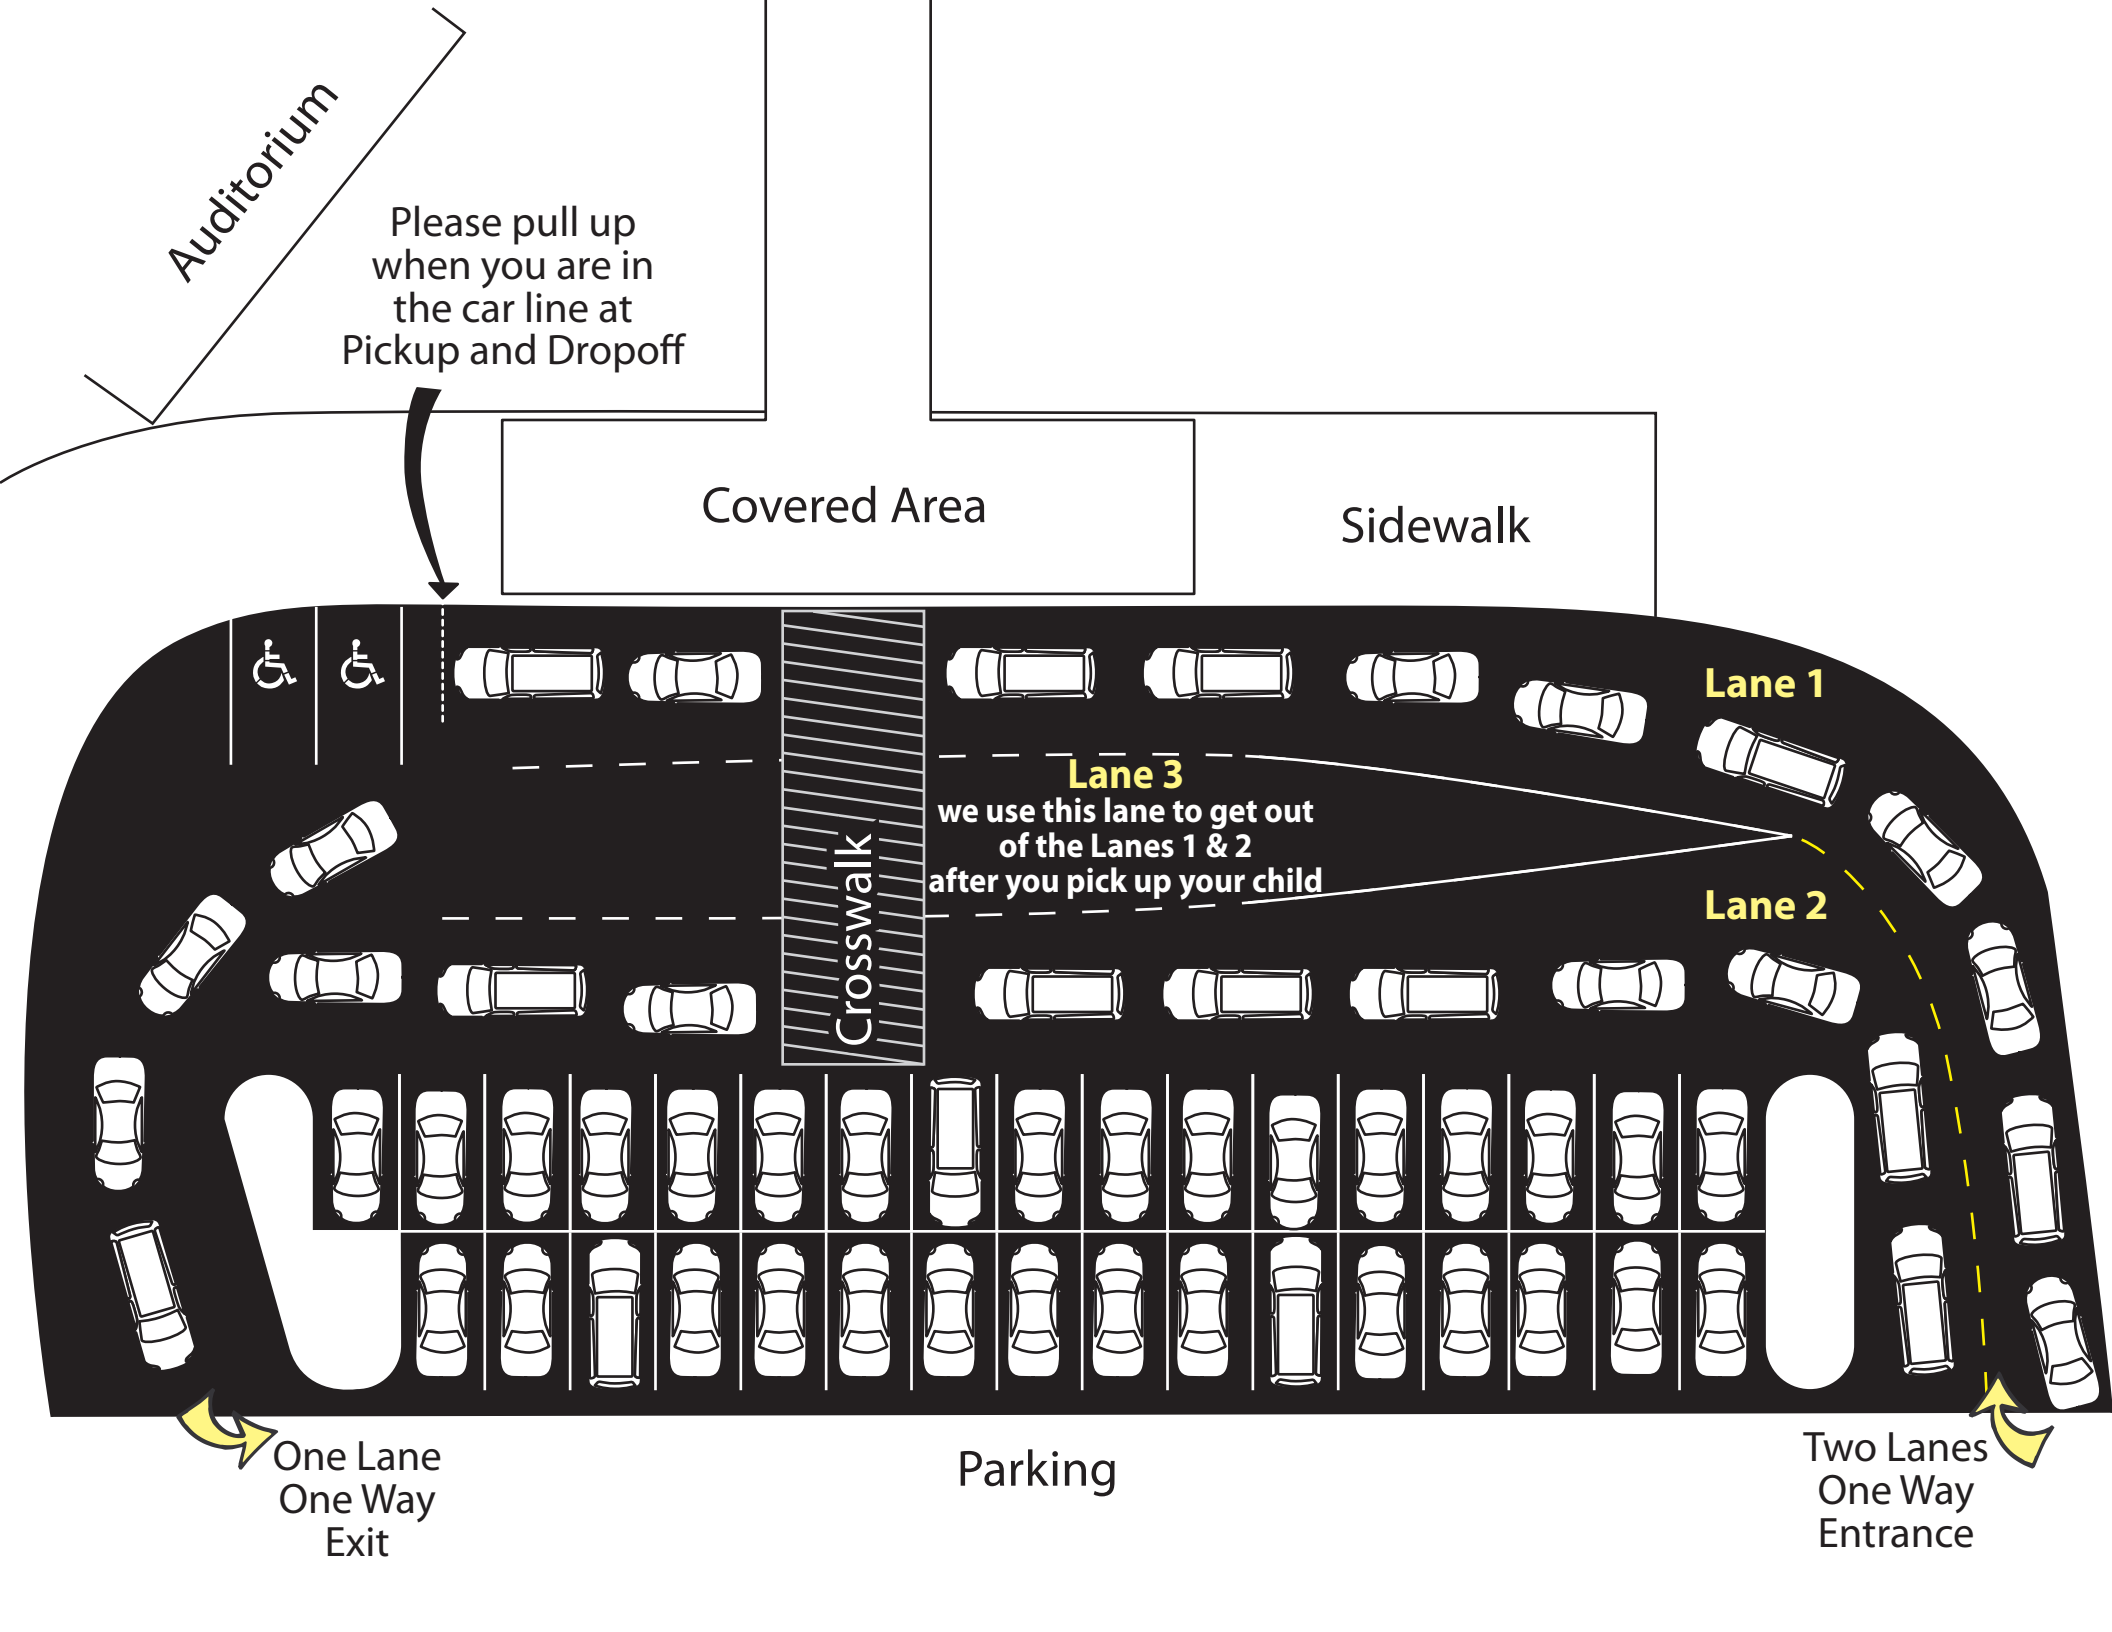 Auditorium
Please pull up
when you are in
the car line at
Pickup and Dropoff
Covered Area
Sidewalk
Lane 1
Lane 3
we use this lane to get out
of the Lanes 1 & 2
after you pick up your child
Crosswalk
Lane 2
One Lane
One Way
Exit
Parking
Two Lanes
One Way
Entrance